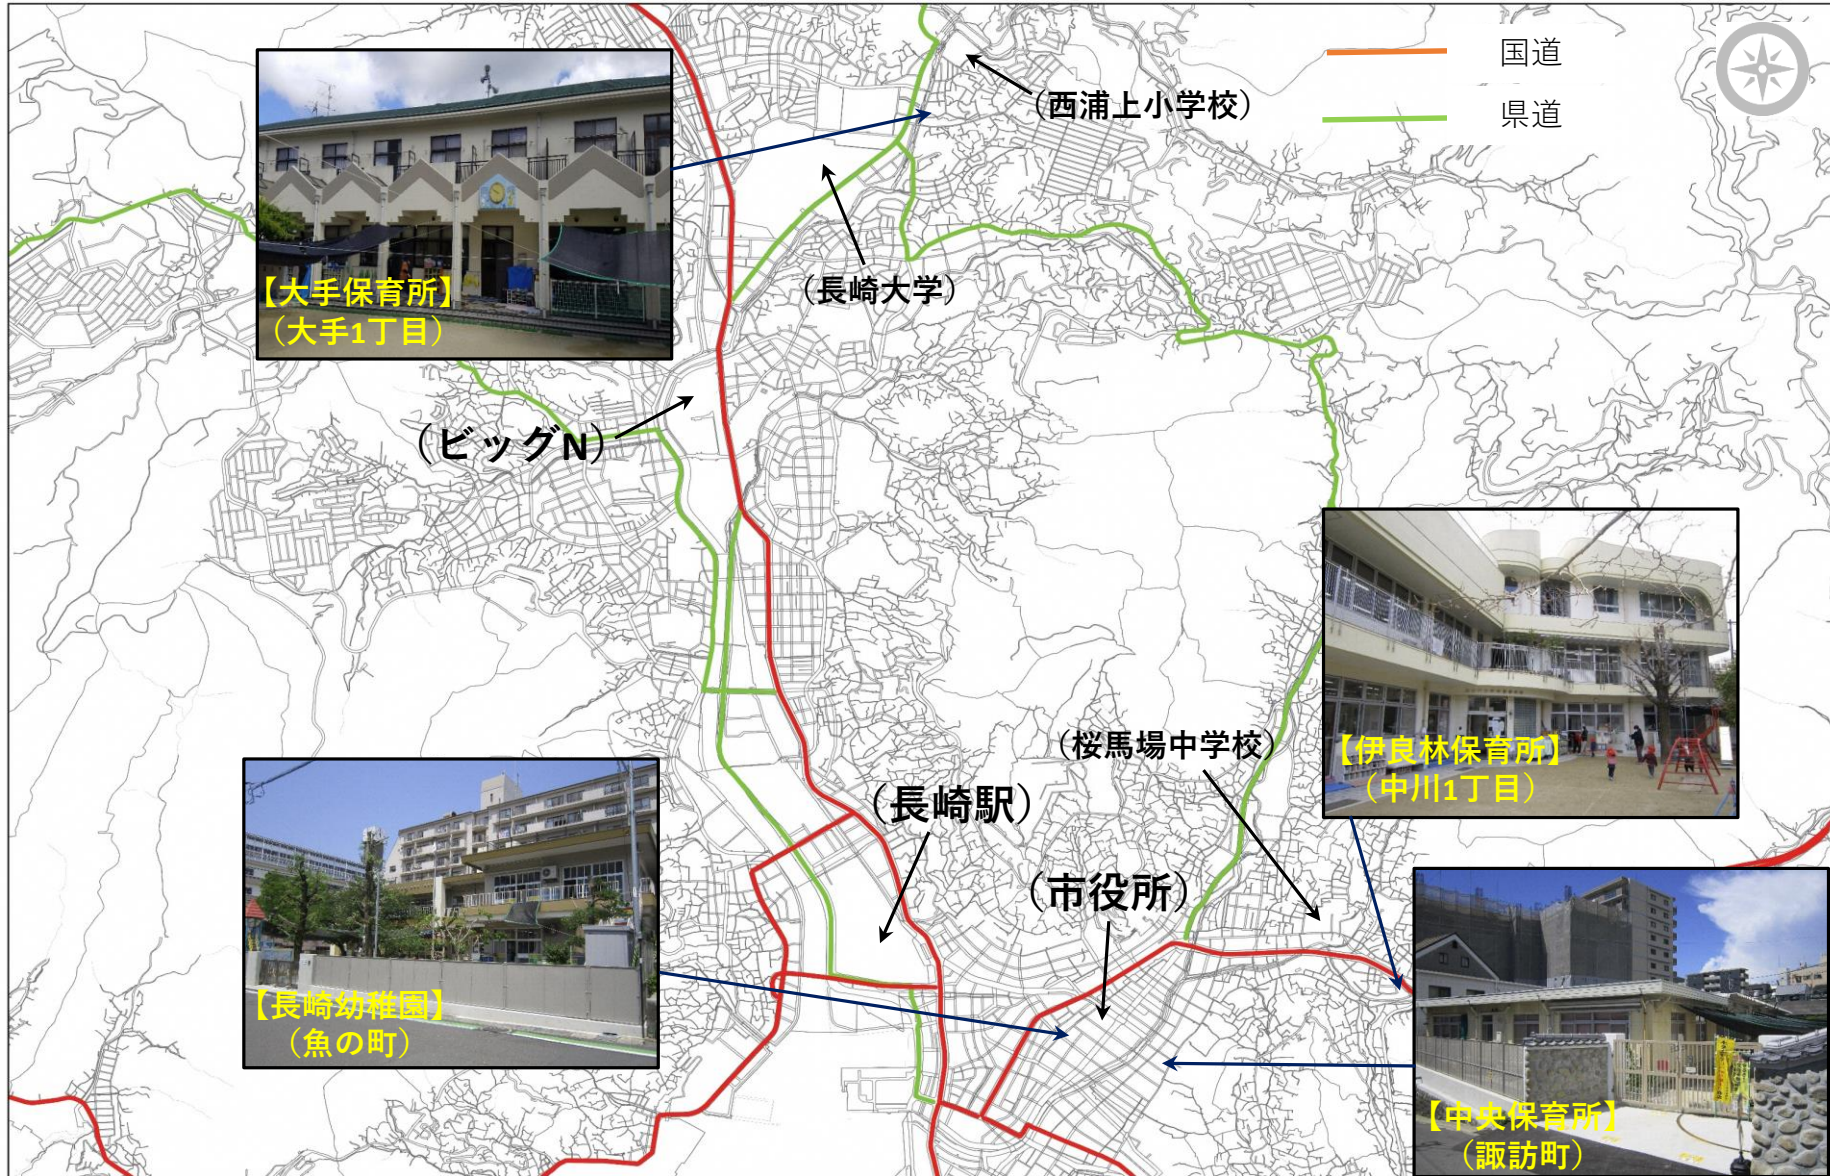 国道
県道
（西浦上小学校）
【大手保育所】
（大手1丁目）
（長崎大学）
（ビッグN）
（桜馬場中学校）
【伊良林保育所】
（中川1丁目）
（長崎駅）
（市役所）
【長崎幼稚園】
（魚の町）
【中央保育所】
（諏訪町）